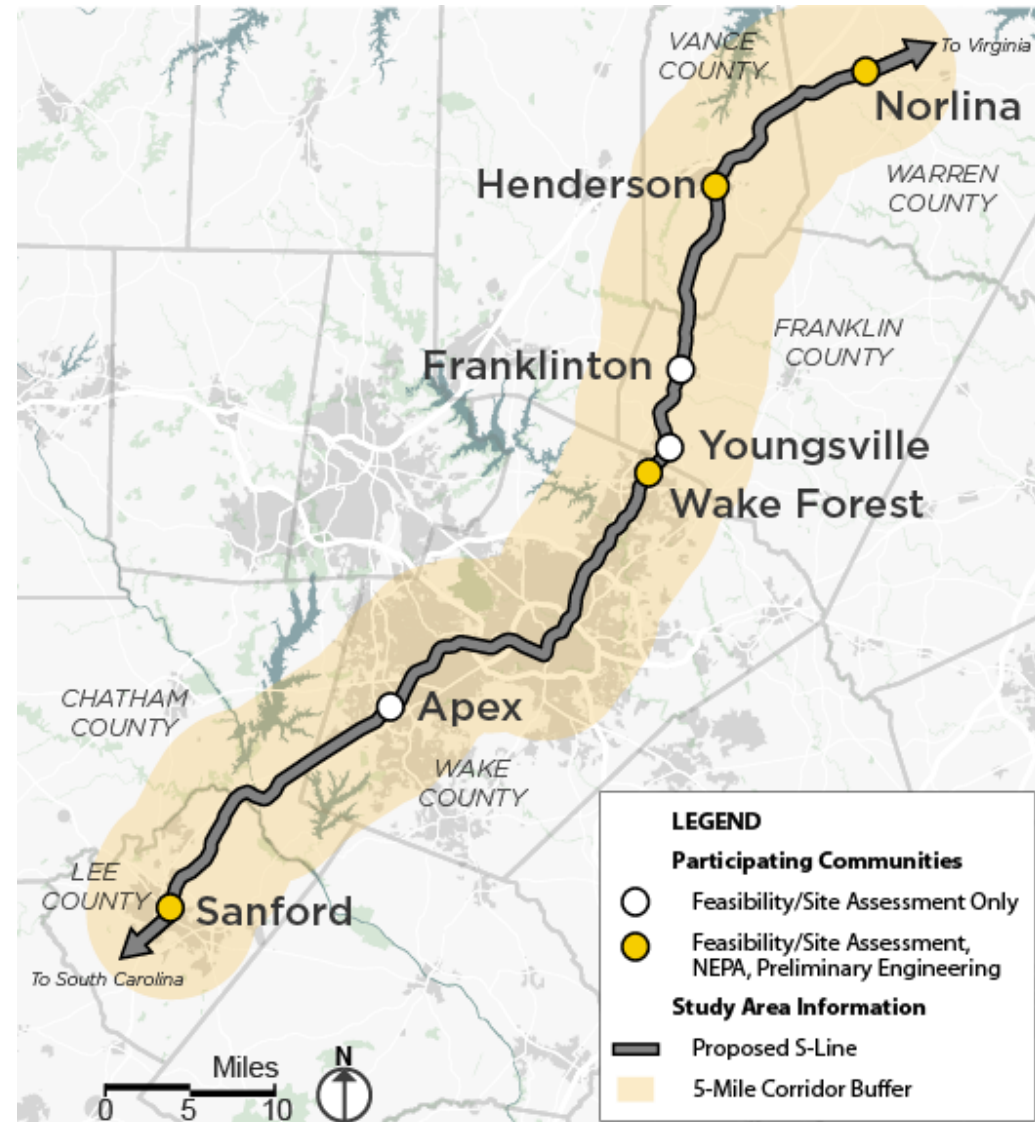 VANCE
COUNTY
To Virginia
Norlina
Henderson
WARREN
COUNTY
FRANKLIN
COUNTY
Franklinton
Youngsville
Wake Forest
CHATHAM
COUNTY
Apex
WAKE
COUNTY
LEE
COUNTY
Sanford
To South Carolina
Miles
0 5 10
N
LEGEND
Participating Communities
Feasibility/Site Assessment Only
Feasibility/Site Assessment,
NEPA, Preliminary Engineering
Study Area Information
Proposed S-Line
5-Mile Corridor Buffer